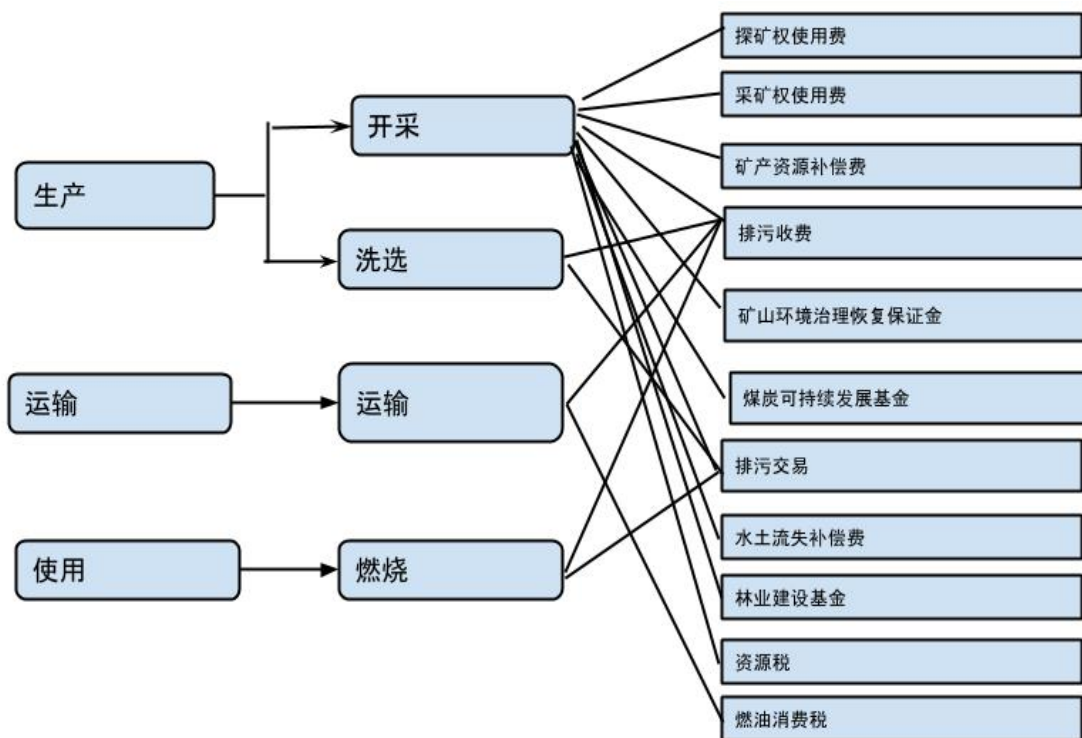 生产
运输
使用
开采
洗选
运输
燃烧
探矿权使用费
采矿权使用费
矿产资源补偿费
排污收费
矿山环境治理恢复保证金
煤炭可持续发展基金
排污交易
水土流失补偿费
林业建设基金
资源税
燃油消费税